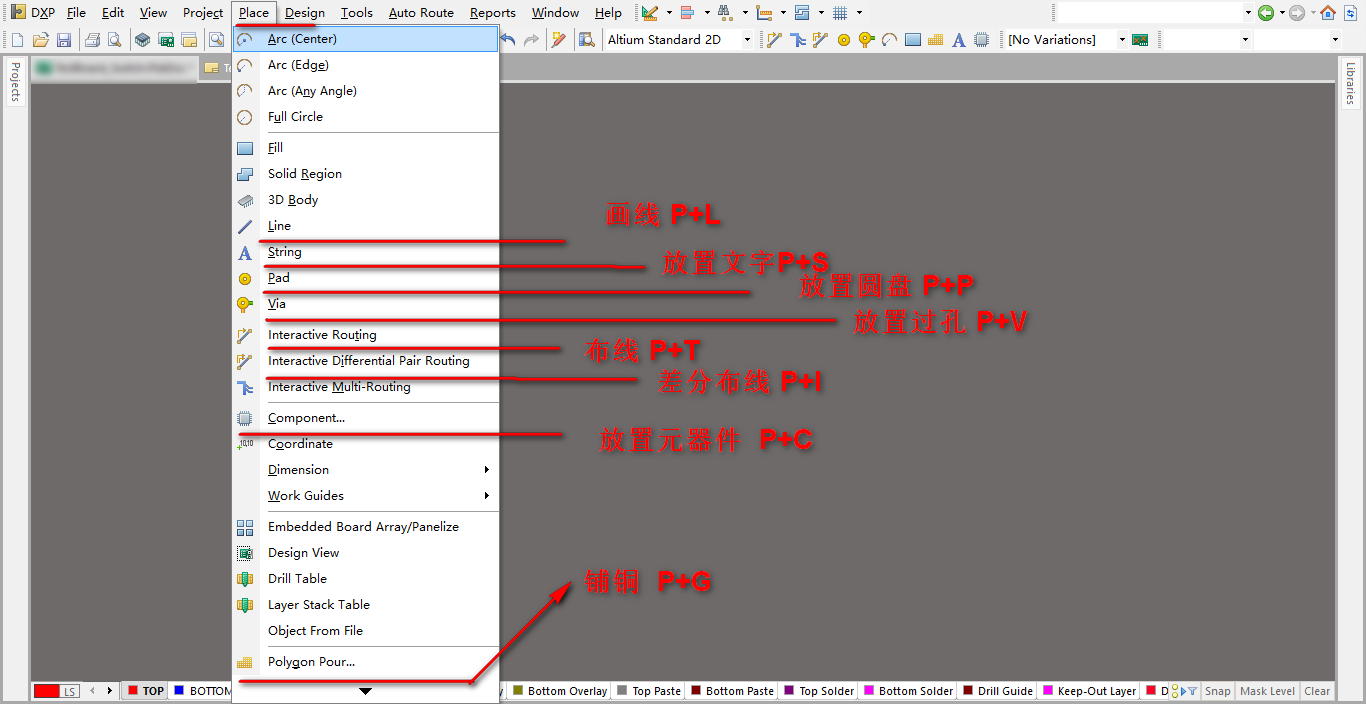 DXP File Edit View Project Place Design Tools Auto Route Reports Window Help
Altium Standard 2D [No Variations]
Projects
Libraries
Arc (Center)
Arc (Edge)
Arc (Any Angle)
Full Circle
Fill
Solid Region
3D Body
Line
画线 P+L
String
放置文字P+S
Pad
放置圆盘 P+P
Via
放置过孔 P+V
Interactive Routing
布线 P+T
Interactive Differential Pair Routing
差分布线 P+I
Interactive Multi-Routing
Component...
放置元器件 P+C
Coordinate
Dimension
Work Guides
Embedded Board Array/Panelize
Design View
Drill Table
铺铜 P+G
Layer Stack Table
Object From File
Polygon Pour...
LS TOP BOTTOM Bottom Overlay Top Paste Bottom Paste Top Solder Bottom Solder Drill Guide Keep-Out Layer D Snap Mask Level Clear